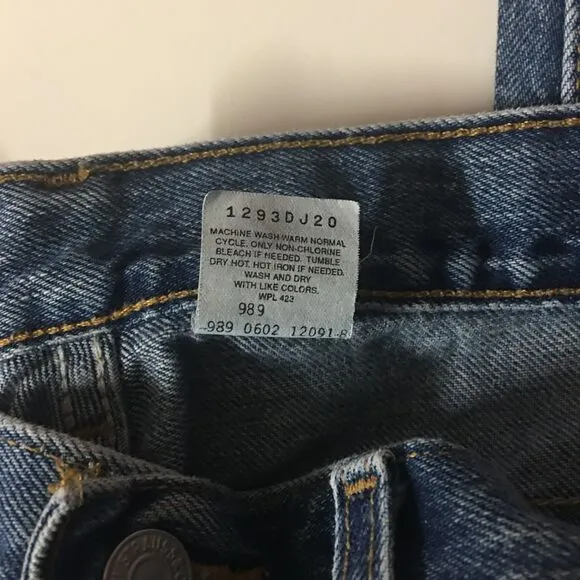 1293DJ20
MACHINE WASH WARM NORMAL
CYCLE. ONLY NON-CHLORINE
BLEACH IF NEEDED. TUMBLE
DRY HOT. HOT IRON IF NEEDED.
WASH AND DRY
WITH LIKE COLORS.
WPL 423
989
989 0602 12091-B